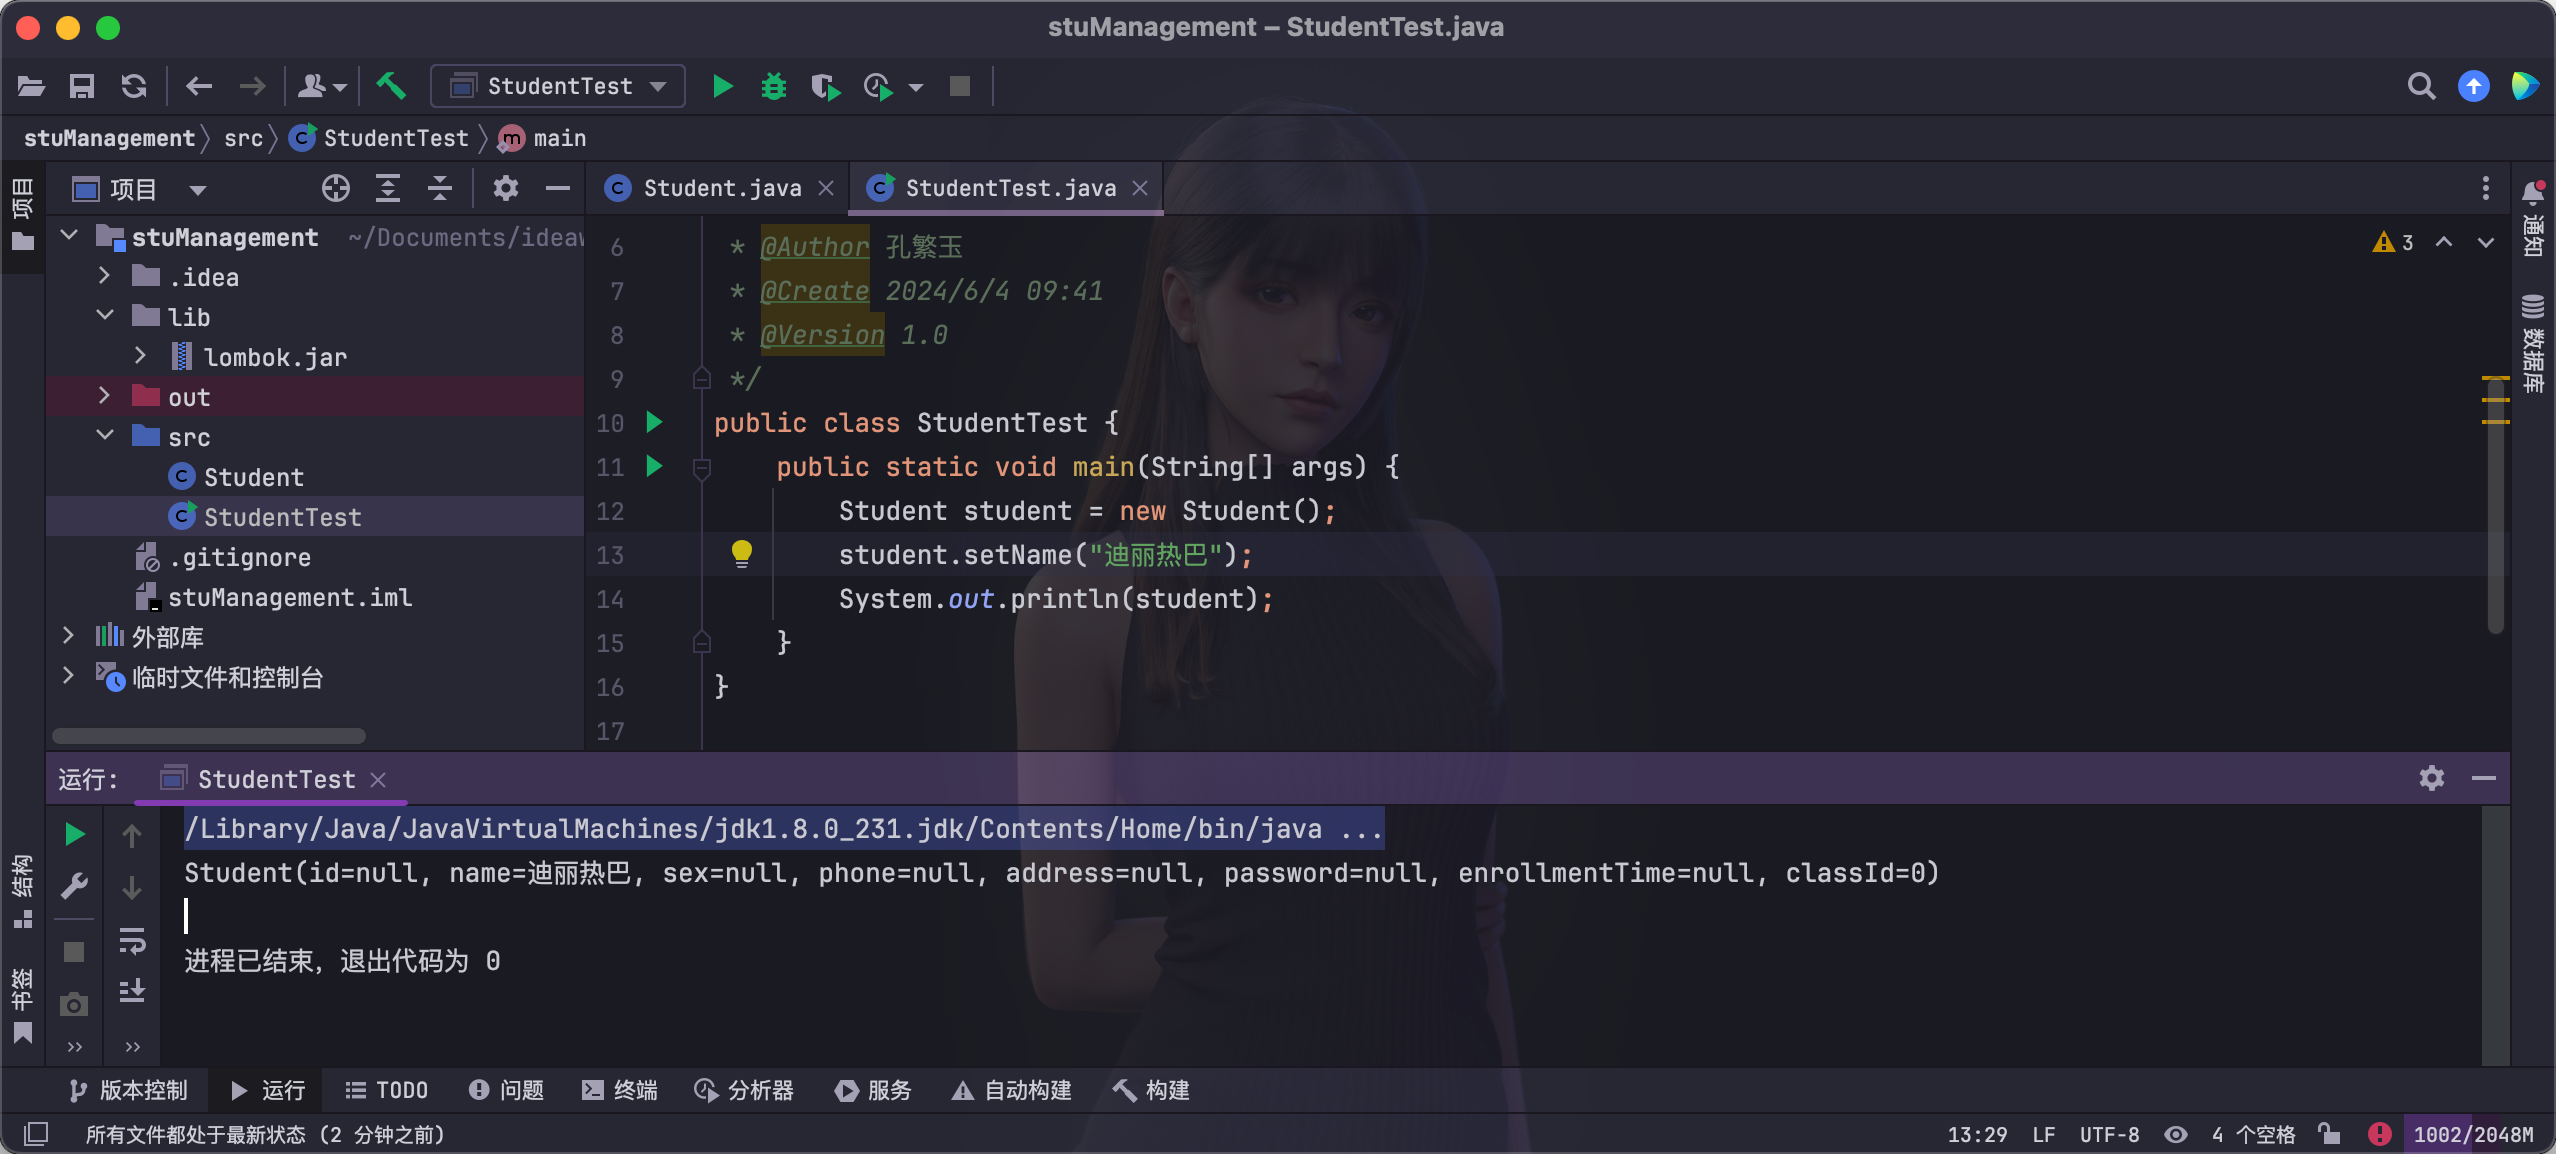 stuManagement – StudentTest.java
StudentTest
stuManagement
src
StudentTest
main
项目
项目
Student.java
StudentTest.java
stuManagement ~/Documents/ideaw
.idea
lib
lombok.jar
out
src
Student
StudentTest
.gitignore
stuManagement.iml
外部库
临时文件和控制台
6 * @Author 孔繁玉
7 * @Create 2024/6/4 09:41
8 * @Version 1.0
9 */
10 public class StudentTest {
11 public static void main(String[] args) {
12 Student student = new Student();
13 student.setName("迪丽热巴");
14 System.out.println(student);
15 }
16 }
17
3
通知
数据库
运行:
StudentTest
/Library/Java/JavaVirtualMachines/jdk1.8.0_231.jdk/Contents/Home/bin/java ...
Student(id=null, name=迪丽热巴, sex=null, phone=null, address=null, password=null, enrollmentTime=null, classId=0)
进程已结束，退出代码为 0
结构
书签
版本控制
运行
TODO
问题
终端
分析器
服务
自动构建
构建
所有文件都处于最新状态 (2 分钟之前)
13:29
LF
UTF-8
4 个空格
1002/2048M